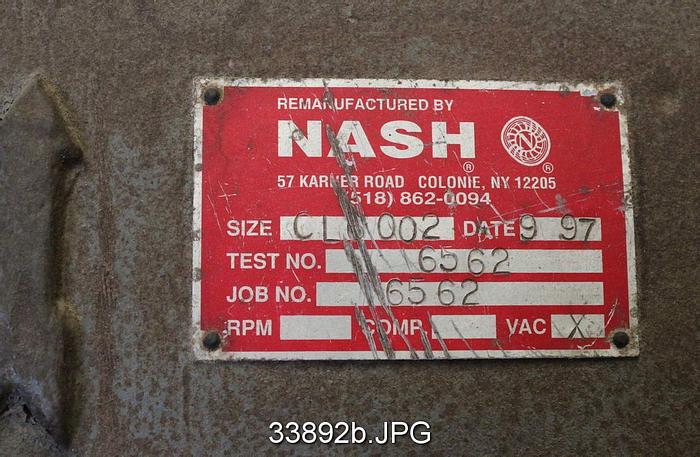 REMANUFACTURED BY
NASH ® N ®
57 KARNER ROAD COLONIE, NY 12205
(518) 862-0094
SIZE CL 002 DATE 9 97
TEST NO. 6562
JOB NO. 6562
RPM COMP. VAC X
33892b.JPG